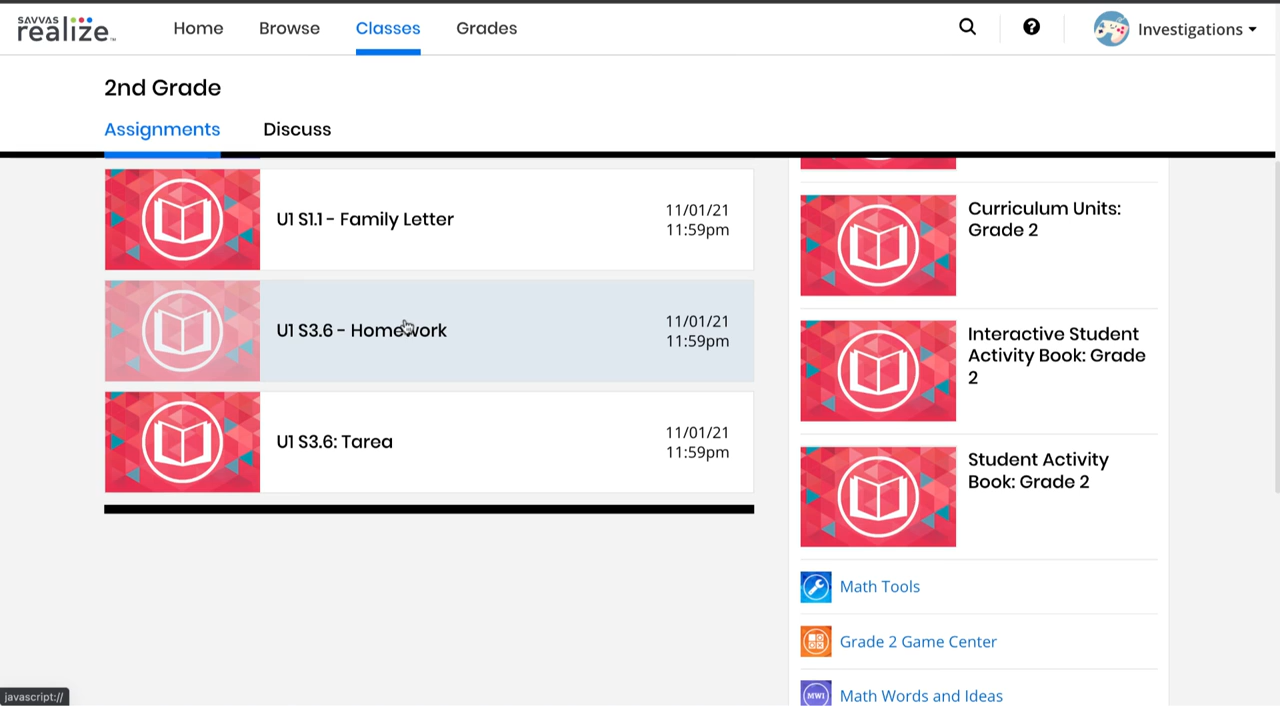 SAVVAS
realize™
Home
Browse
Classes
Grades
Investigations
2nd Grade
Assignments
Discuss
U1 S1.1 - Family Letter
11/01/21
11:59pm
U1 S3.6 - Homework
11/01/21
11:59pm
U1 S3.6: Tarea
11/01/21
11:59pm
Curriculum Units:
Grade 2
Interactive Student
Activity Book: Grade
2
Student Activity
Book: Grade 2
Math Tools
Grade 2 Game Center
MWI
Math Words and Ideas
javascript://